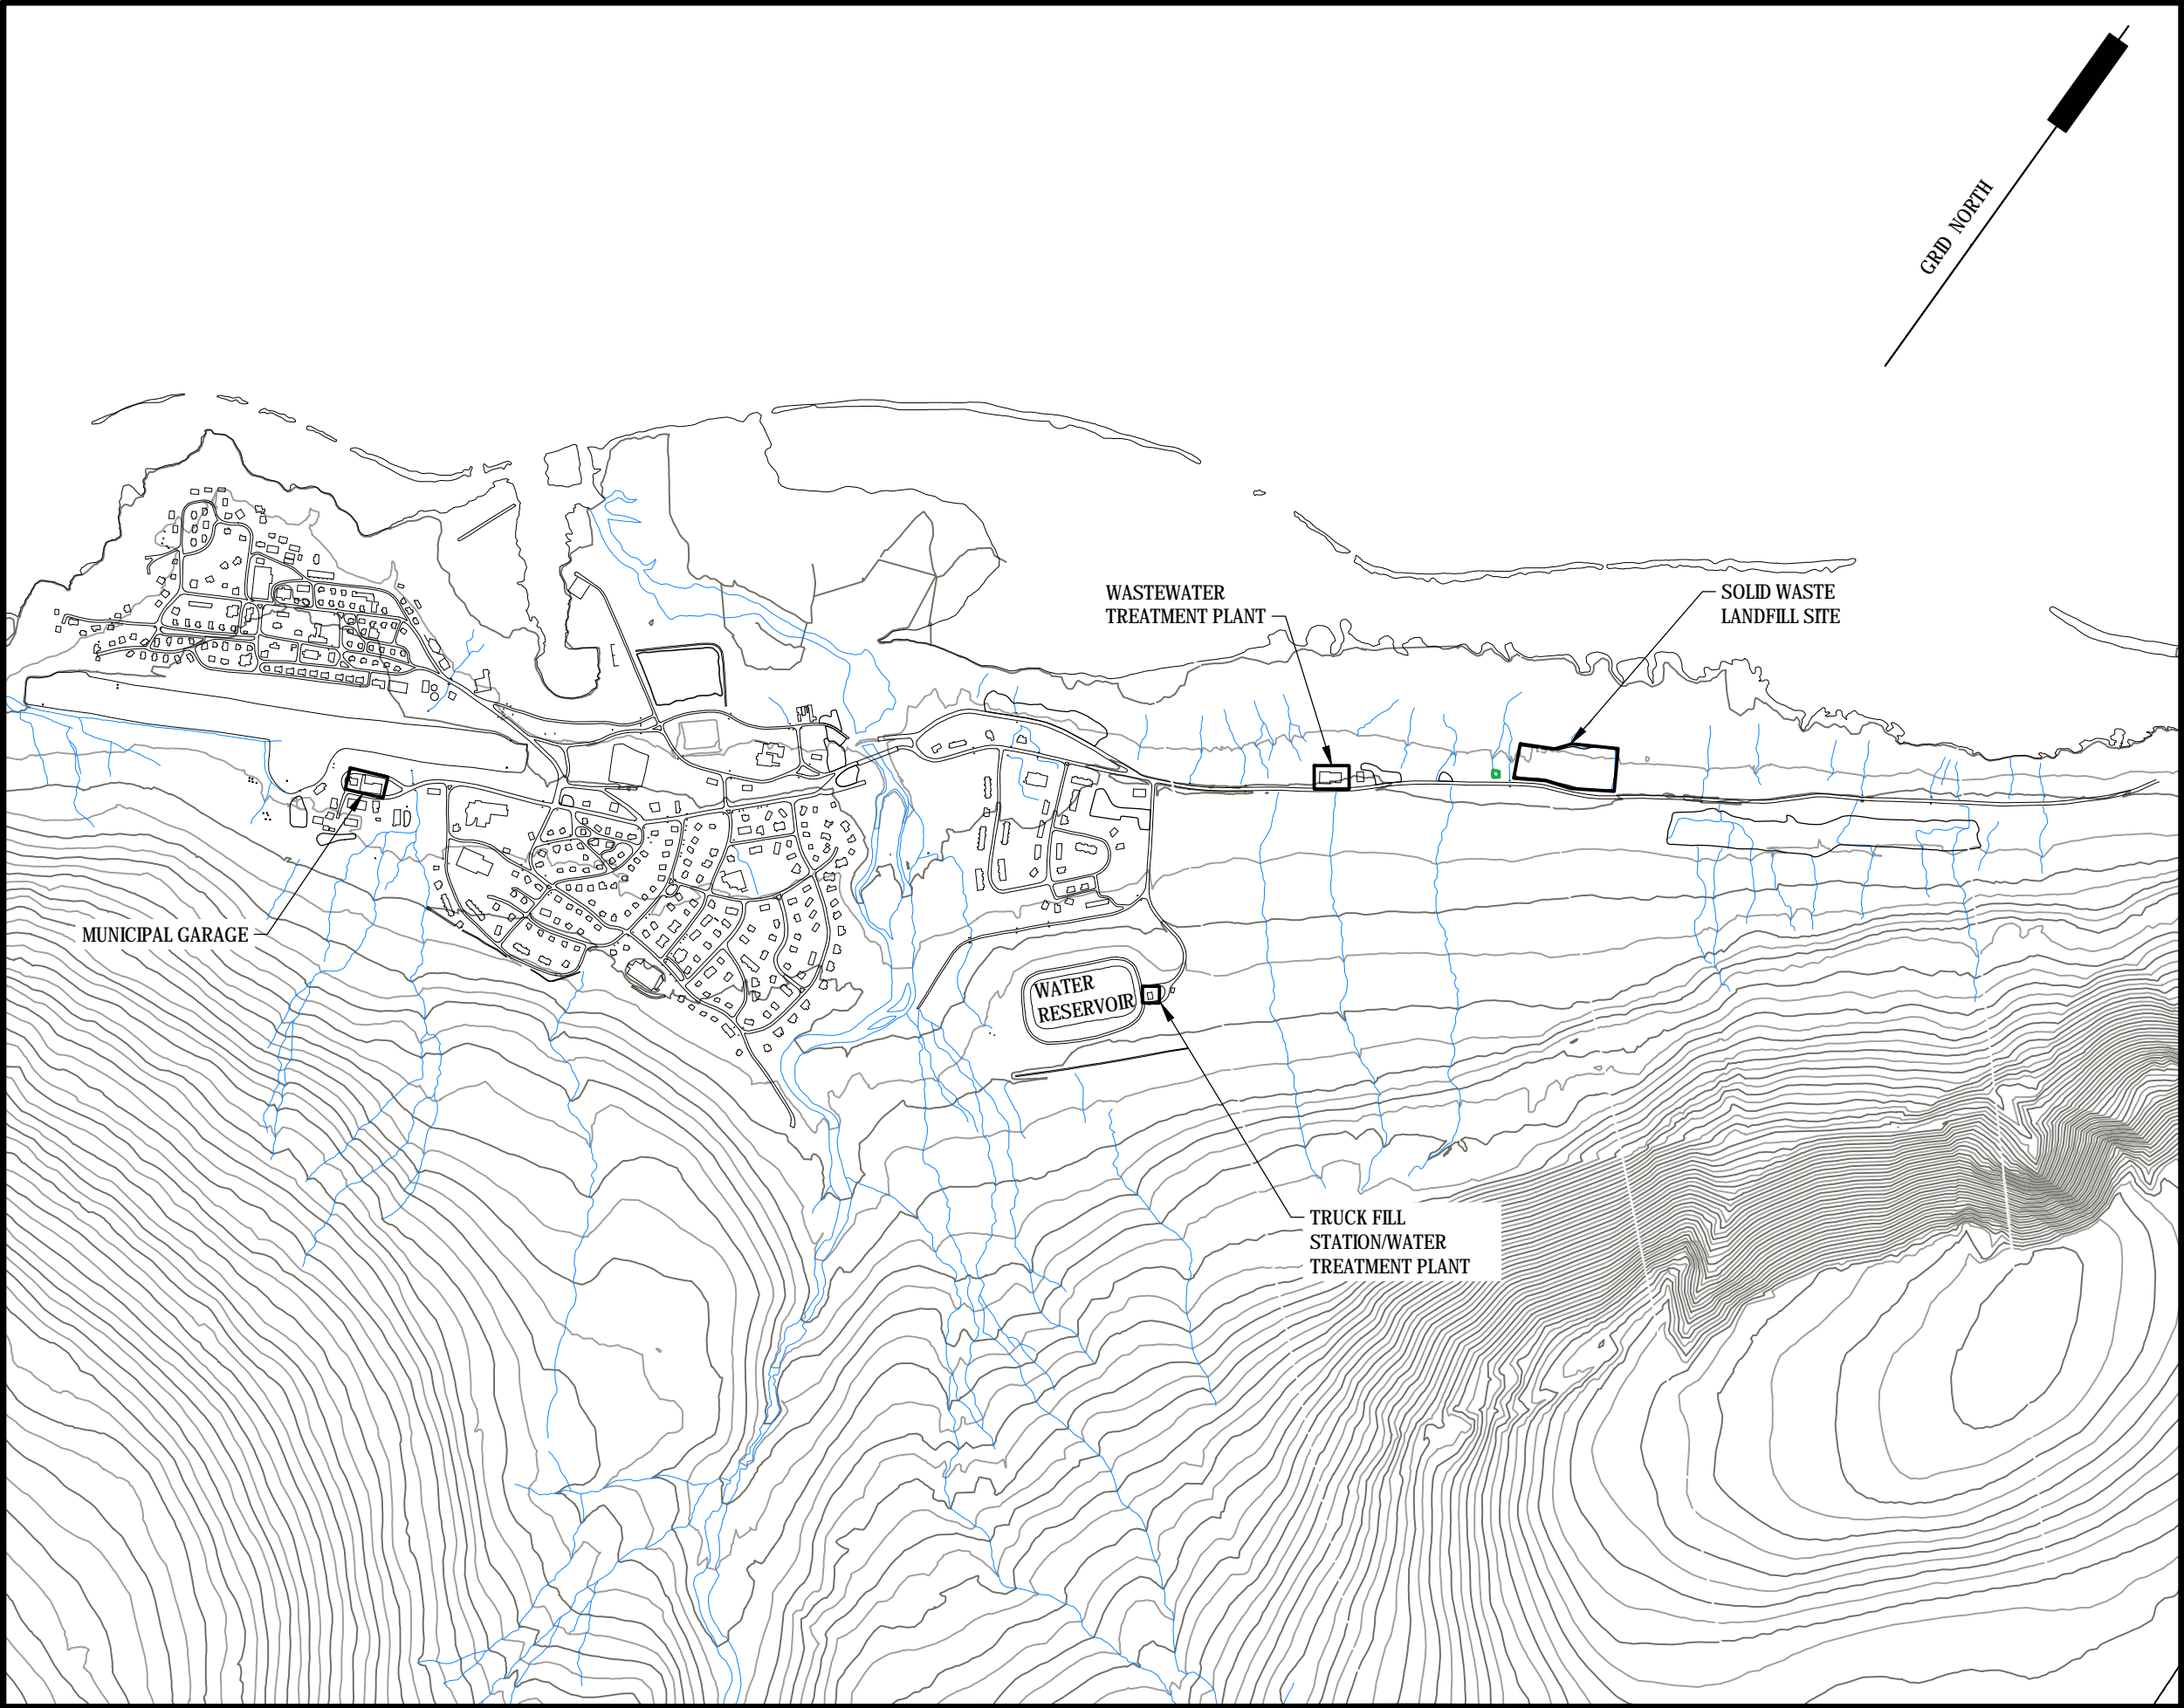 GRID NORTH
WASTEWATER
TREATMENT PLANT
SOLID WASTE
LANDFILL SITE
MUNICIPAL GARAGE
WATER
RESERVOIR
TRUCK FILL
STATION/WATER
TREATMENT PLANT